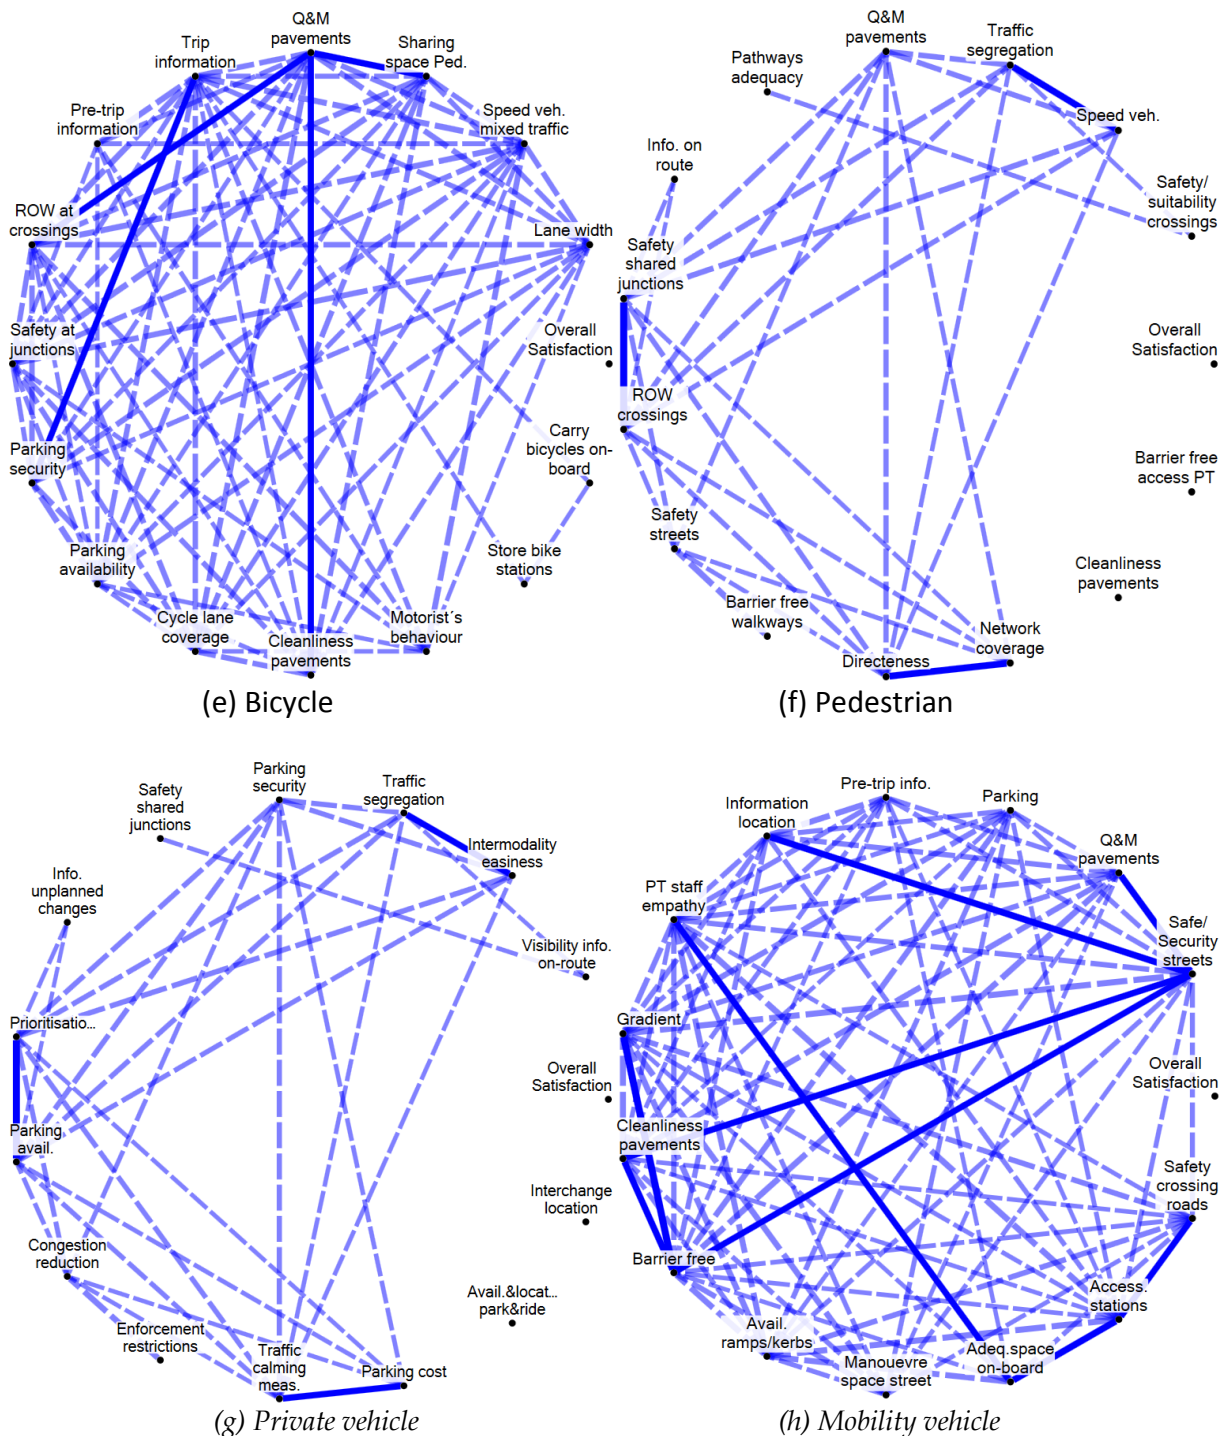 Q&M
pavements
Trip
information
Sharing
space Ped.
Pre-trip
information
Speed veh.
mixed traffic
ROW at
crossings
Lane width
Safety at
junctions
Overall
Satisfaction
Parking
security
Carry
bicycles on-
board
Parking
availability
Store bike
stations
Cycle lane
coverage
Cleanliness
pavements
Motorist´s
behaviour
(e) Bicycle
Q&M
pavements
Traffic
segregation
Pathways
adequacy
Speed veh.
Info. on
route
Safety/
suitability
crossings
Safety
shared
junctions
Overall
Satisfaction
ROW
crossings
Barrier free
access PT
Safety
streets
Cleanliness
pavements
Barrier free
walkways
Directeness
Network
coverage
(f) Pedestrian
Parking
security
Traffic
segregation
Safety
shared
junctions
Intermodality
easiness
Info.
unplanned
changes
Visibility info.
on-route
Prioritisatio...
Overall
Satisfaction
Parking
avail.
Interchange
location
Congestion
reduction
Avail.&locat...
park&ride
Enforcement
restrictions
Traffic
calming
meas.
Parking cost
(g) Private vehicle
Pre-trip info.
Information
location
Parking
Q&M
pavements
PT staff
empathy
Safe/
Security
streets
Gradient
Overall
Satisfaction
Cleanliness
pavements
Safety
crossing
roads
Barrier free
Access.
stations
Avail.
ramps/kerbs
Manouevre
space street
Adeq.space
on-board
(h) Mobility vehicle